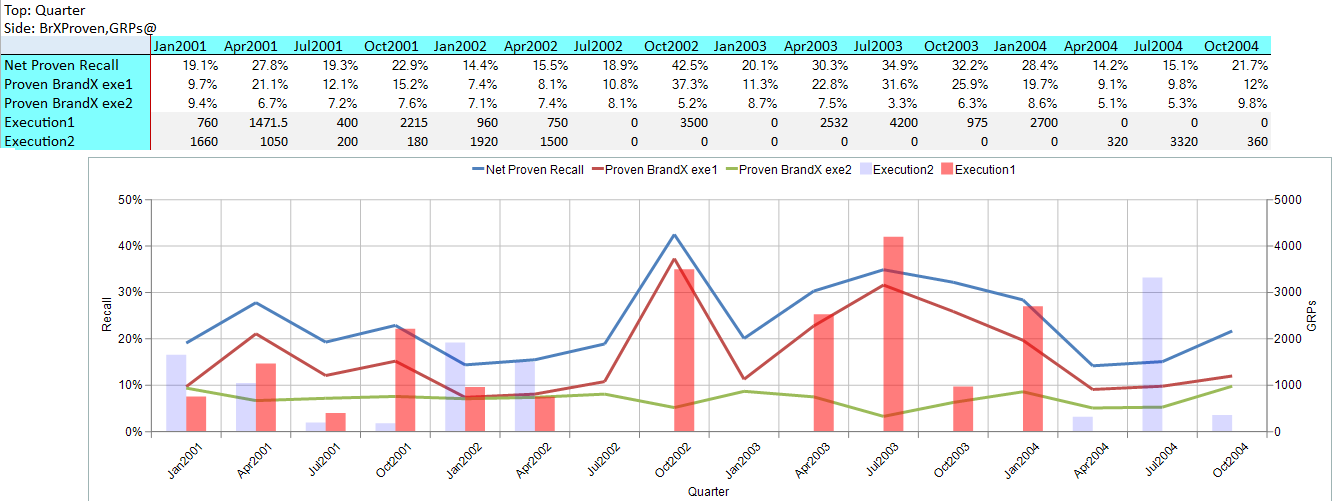 Top: Quarter
Side: BrXProven,GRPs@
Jan2001 Apr2001 Jul2001 Oct2001 Jan2002 Apr2002 Jul2002 Oct2002 Jan2003 Apr2003 Jul2003 Oct2003 Jan2004 Apr2004 Jul2004 Oct2004
Net Proven Recall 19.1% 27.8% 19.3% 22.9% 14.4% 15.5% 18.9% 42.5% 20.1% 30.3% 34.9% 32.2% 28.4% 14.2% 15.1% 21.7%
Proven BrandX exe1 9.7% 21.1% 12.1% 15.2% 7.4% 8.1% 10.8% 37.3% 11.3% 22.8% 31.6% 25.9% 19.7% 9.1% 9.8% 12%
Proven BrandX exe2 9.4% 6.7% 7.2% 7.6% 7.1% 7.4% 8.1% 5.2% 8.7% 7.5% 3.3% 6.3% 8.6% 5.1% 5.3% 9.8%
Execution1 760 1471.5 400 2215 960 750 0 3500 0 2532 4200 975 2700 0 0 0
Execution2 1660 1050 200 180 1920 1500 0 0 0 0 0 0 0 320 3320 360
Net Proven Recall Proven BrandX exe1 Proven BrandX exe2 Execution2 Execution1
50% 5000
40% 4000
30% 3000
20% 2000
10% 1000
0% 0
Recall
GRPs
Jan2001 Apr2001 Jul2001 Oct2001 Jan2002 Apr2002 Jul2002 Oct2002 Jan2003 Apr2003 Jul2003 Oct2003 Jan2004 Apr2004 Jul2004 Oct2004
Quarter